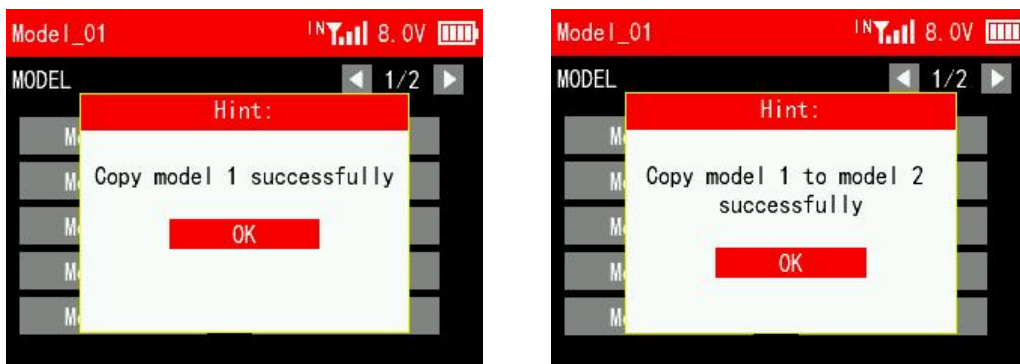 Model_01 IN 8.0V
MODEL 1/2
Hint:
Copy model 1 successfully
OK
Model_01 IN 8.0V
MODEL 1/2
Hint:
Copy model 1 to model 2
successfully
OK